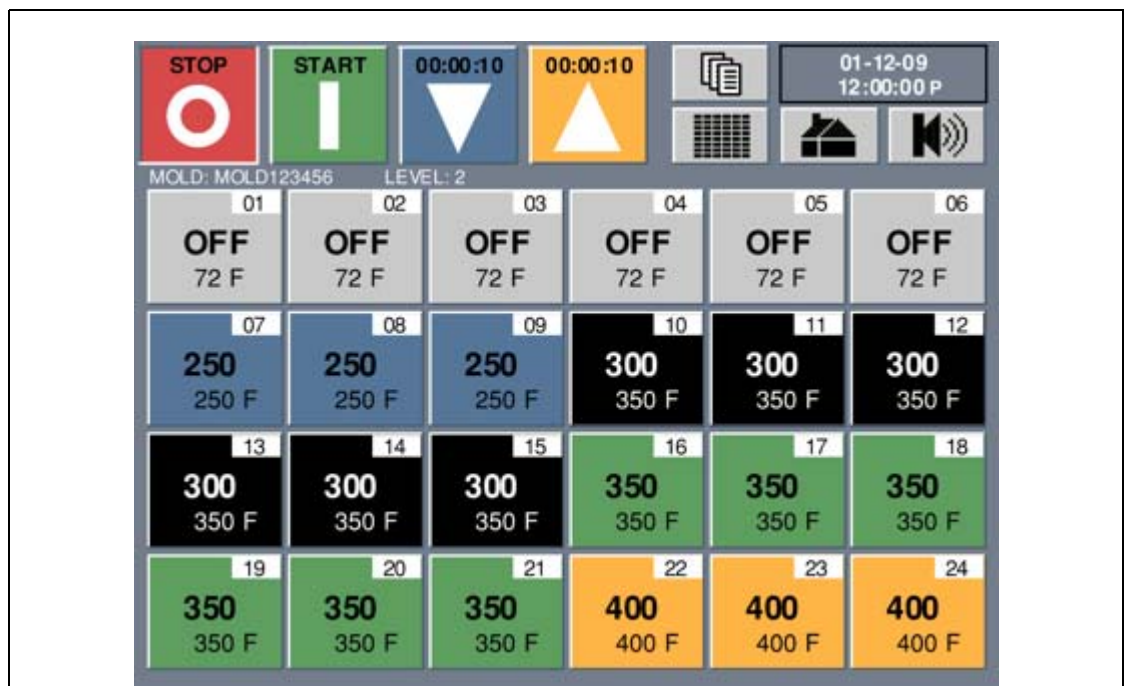 STOP START 00:00:10 00:00:10 01-12-09
12:00:00 P
MOLD: MOLD123456 LEVEL: 2
01 02 03 04 05 06
OFF OFF OFF OFF OFF OFF
72 F 72 F 72 F 72 F 72 F 72 F
07 08 09 10 11 12
250 250 250 300 300 300
250 F 250 F 250 F 350 F 350 F 350 F
13 14 15 16 17 18
300 300 300 350 350 350
350 F 350 F 350 F 350 F 350 F 350 F
19 20 21 22 23 24
350 350 350 400 400 400
350 F 350 F 350 F 400 F 400 F 400 F